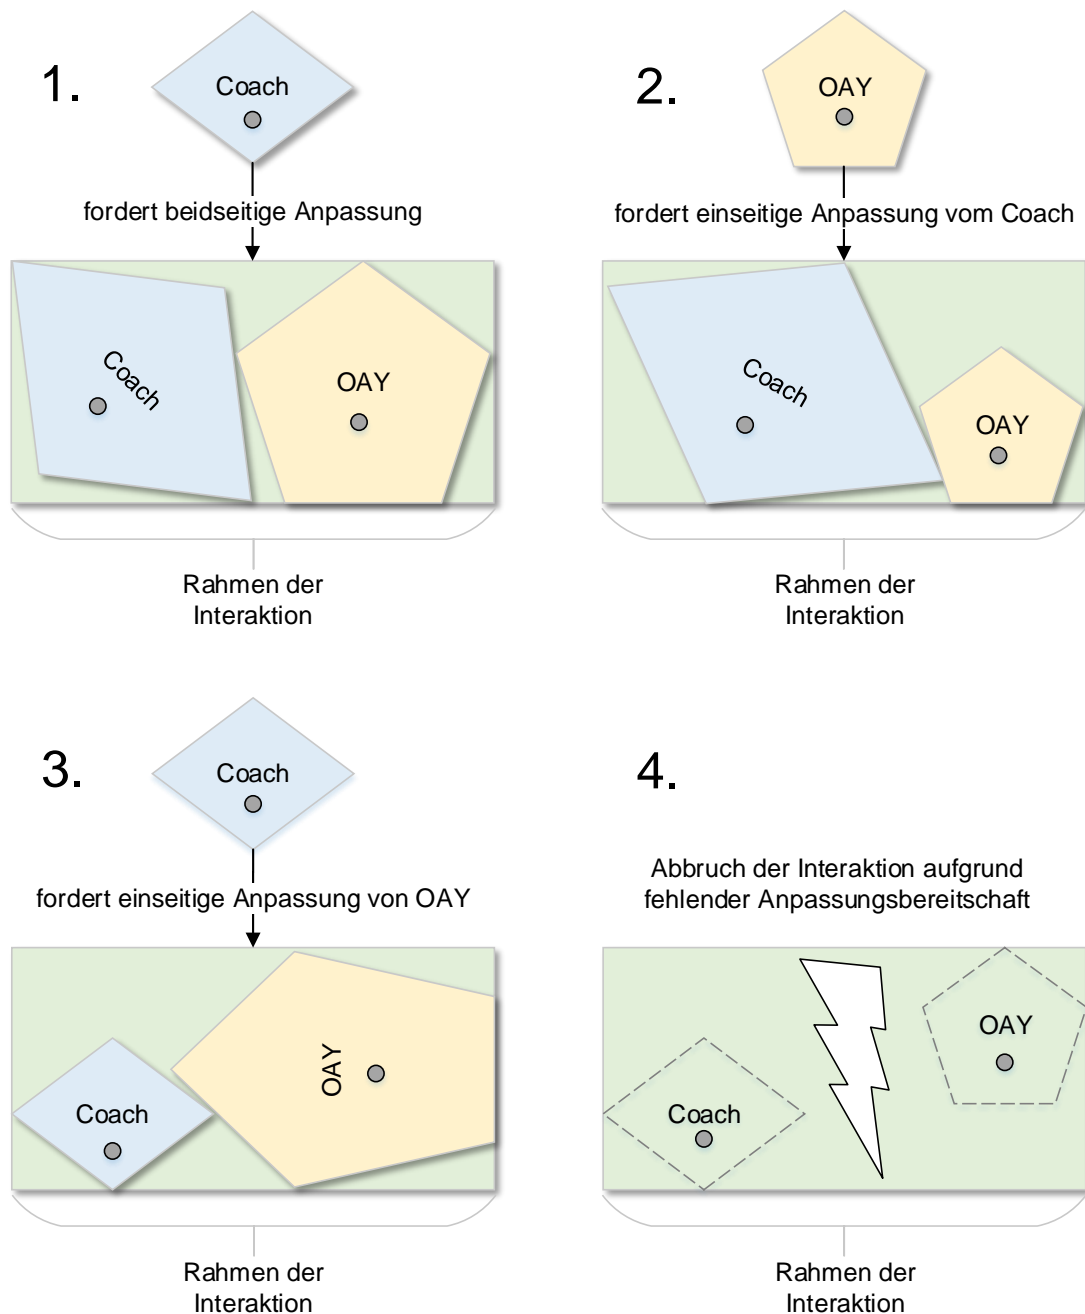 1.
Coach
fordert beidseitige Anpassung
Coach
OAY
Rahmen der
Interaktion
2.
OAY
fordert einseitige Anpassung vom Coach
Coach
OAY
Rahmen der
Interaktion
3.
Coach
fordert einseitige Anpassung von OAY
Coach
OAY
Rahmen der
Interaktion
4.
Abbruch der Interaktion aufgrund
fehlender Anpassungsbereitschaft
Coach
OAY
Rahmen der
Interaktion